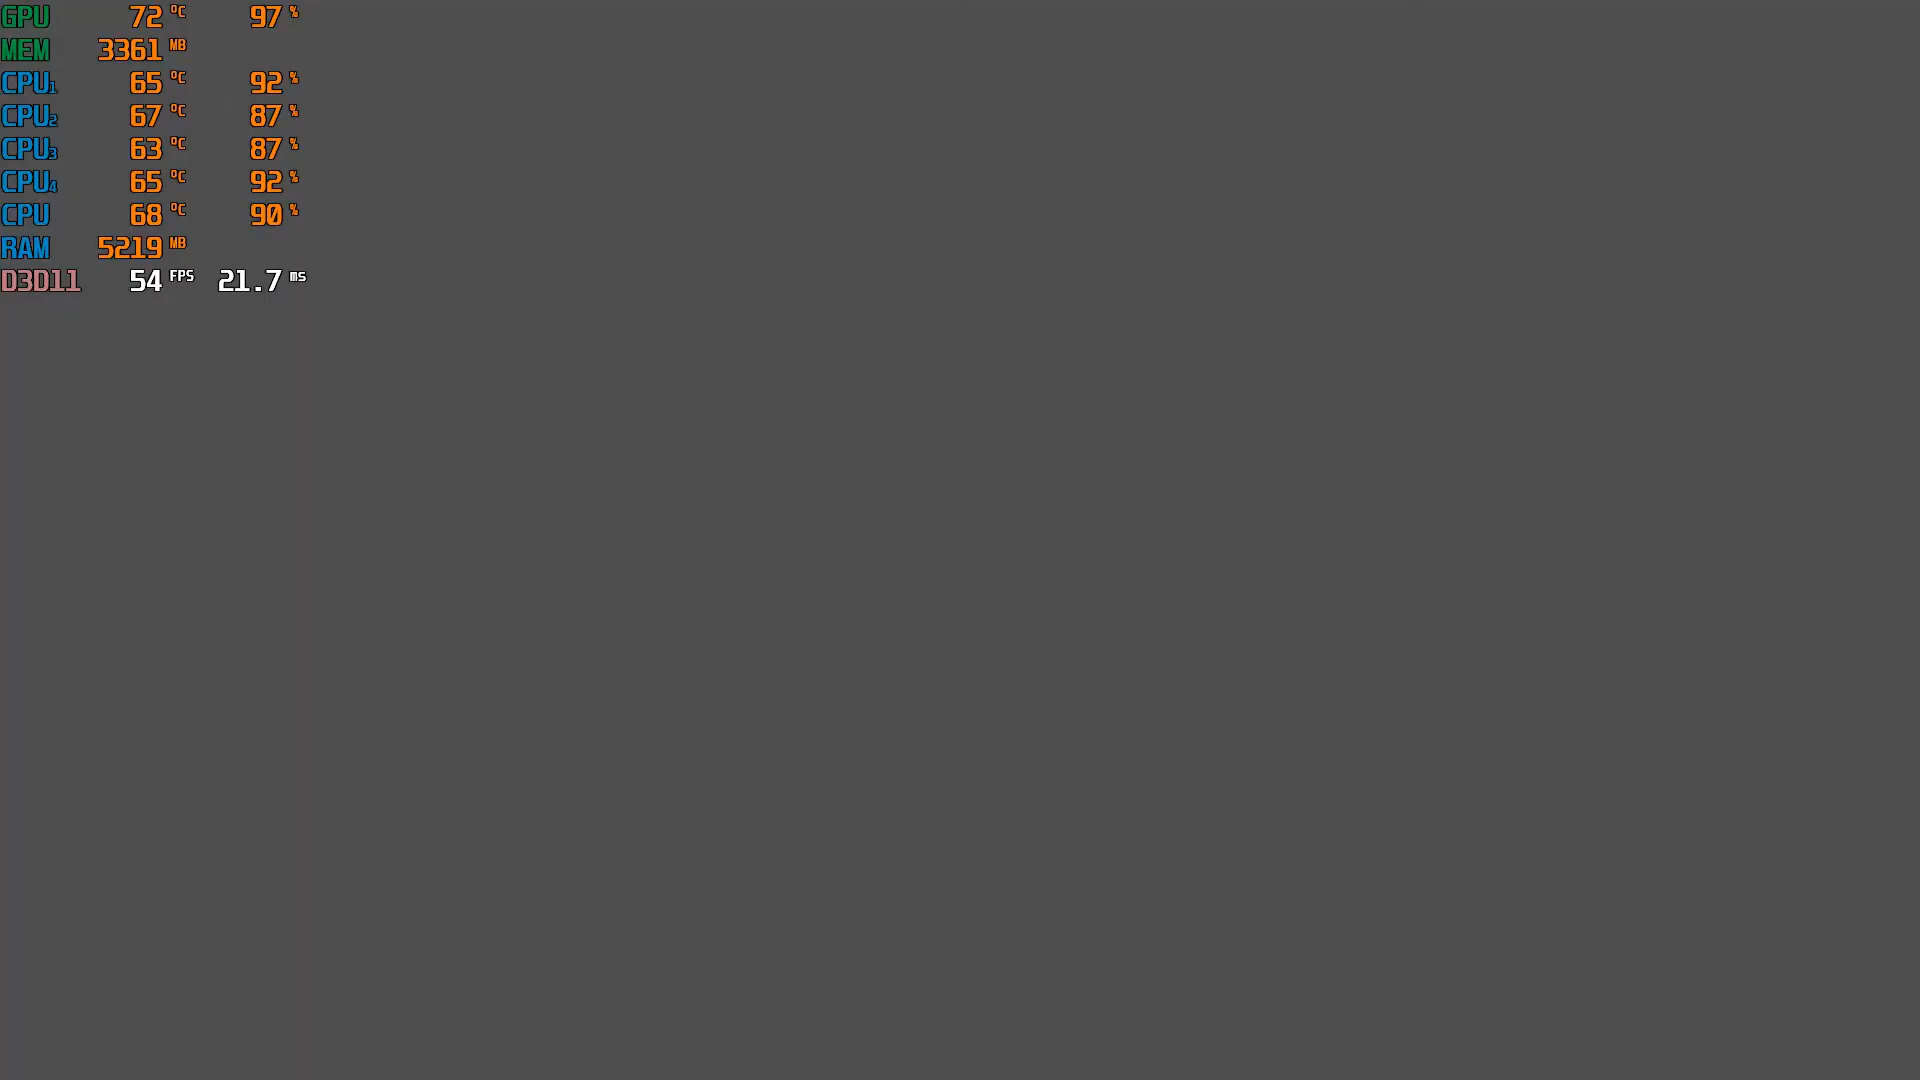 GPU 72 °C 97 %
MEM 3361 MB
CPU1 65 °C 92 %
CPU2 67 °C 87 %
CPU3 63 °C 87 %
CPU4 65 °C 92 %
CPU 68 °C 90 %
RAM 5219 MB
D3D11 54 FPS 21.7 ms